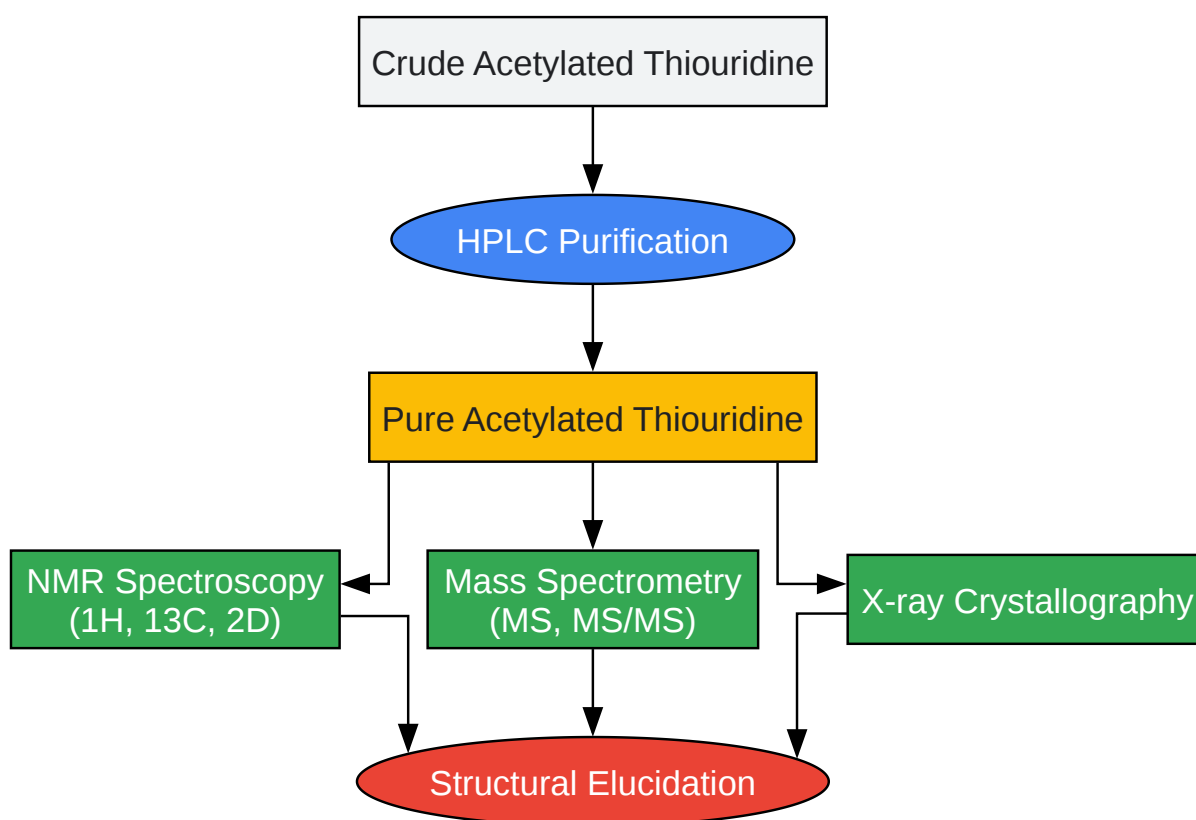 Crude Acetylated Thiouridine
HPLC Purification
Pure Acetylated Thiouridine
NMR Spectroscopy
(1H, 13C, 2D)
Mass Spectrometry
(MS, MS/MS)
X-ray Crystallography
Structural Elucidation